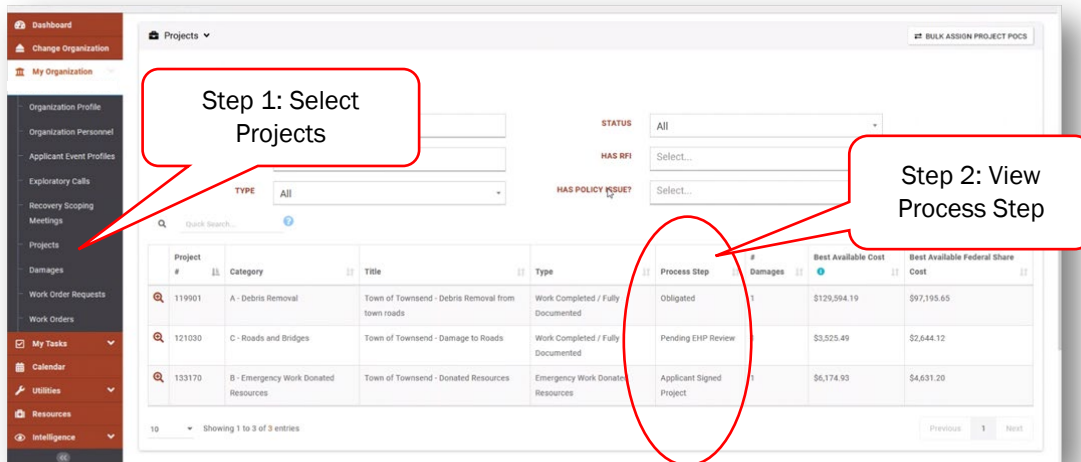 Dashboard
Change Organization
My Organization
Organization Profile
Organization Personnel
Applicant Event Profiles
Exploratory Calls
Recovery Scoping
Meetings
Projects
Damages
Work Order Requests
Work Orders
My Tasks
Calendar
Utilities
Resources
Intelligence
Projects
BULK ASSIGN PROJECT POCS
Step 1: Select
Projects
STATUS All
HAS RFI Select...
TYPE All
HAS POLICY ISSUE? Select...
Step 2: View
Process Step
Quick Search...
Project
# Category Title Type Process Step
#
Damages
Best Available Cost
Best Available Federal Share
Cost
119901 A - Debris Removal Town of Townsend - Debris Removal from
town roads
Work Completed / Fully
Documented
Obligated 1 $129,594.19 $97,195.65
121030 C - Roads and Bridges Town of Townsend - Damage to Roads Work Completed / Fully
Documented
Pending EHP Review $3,525.49 $2,644.12
133170 B - Emergency Work Donated
Resources
Town of Townsend - Donated Resources Emergency Work Donated
Resources
Applicant Signed
Project
1 $6,174.93 $4,631.20
10 Showing 1 to 3 of 3 entries
Previous 1 Next